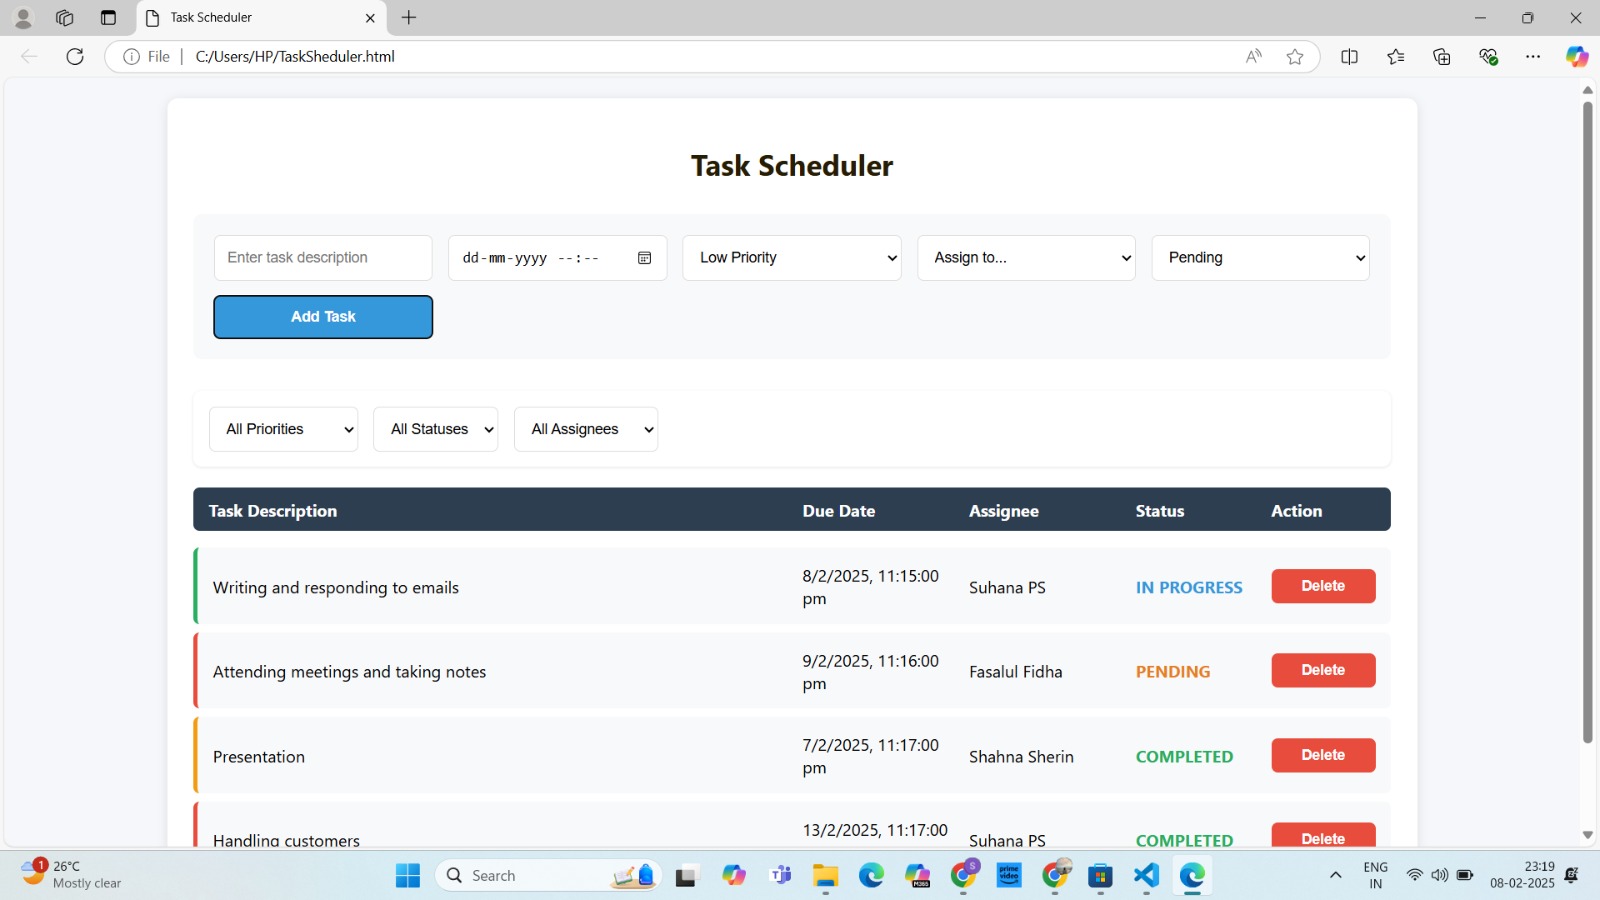 Task Scheduler
File
C:/Users/HP/TaskSheduler.html
Task Scheduler
Enter task description
dd-mm-yyyy --:--
Low Priority
Assign to...
Pending
Add Task
All Priorities
All Statuses
All Assignees
Task Description Due Date Assignee Status Action
Writing and responding to emails
8/2/2025, 11:15:00
pm
Suhana PS
IN PROGRESS
Delete
Attending meetings and taking notes
9/2/2025, 11:16:00
pm
Fasalul Fidha
PENDING
Delete
Presentation
7/2/2025, 11:17:00
pm
Shahna Sherin
COMPLETED
Delete
Handling customers
13/2/2025, 11:17:00
Suhana PS
COMPLETED
Delete
1
26°C
Mostly clear
Search
M365
S
prime
video
ENG
IN
23:19
08-02-2025